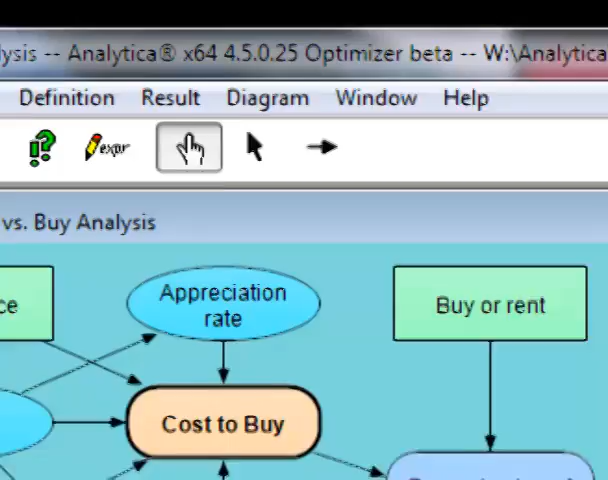 ysis -- Analytica® x64 4.5.0.25 Optimizer beta -- W:\Analytica
Definition Result Diagram Window Help
expr
vs. Buy Analysis
ce
Appreciation
rate
Buy or rent
Cost to Buy